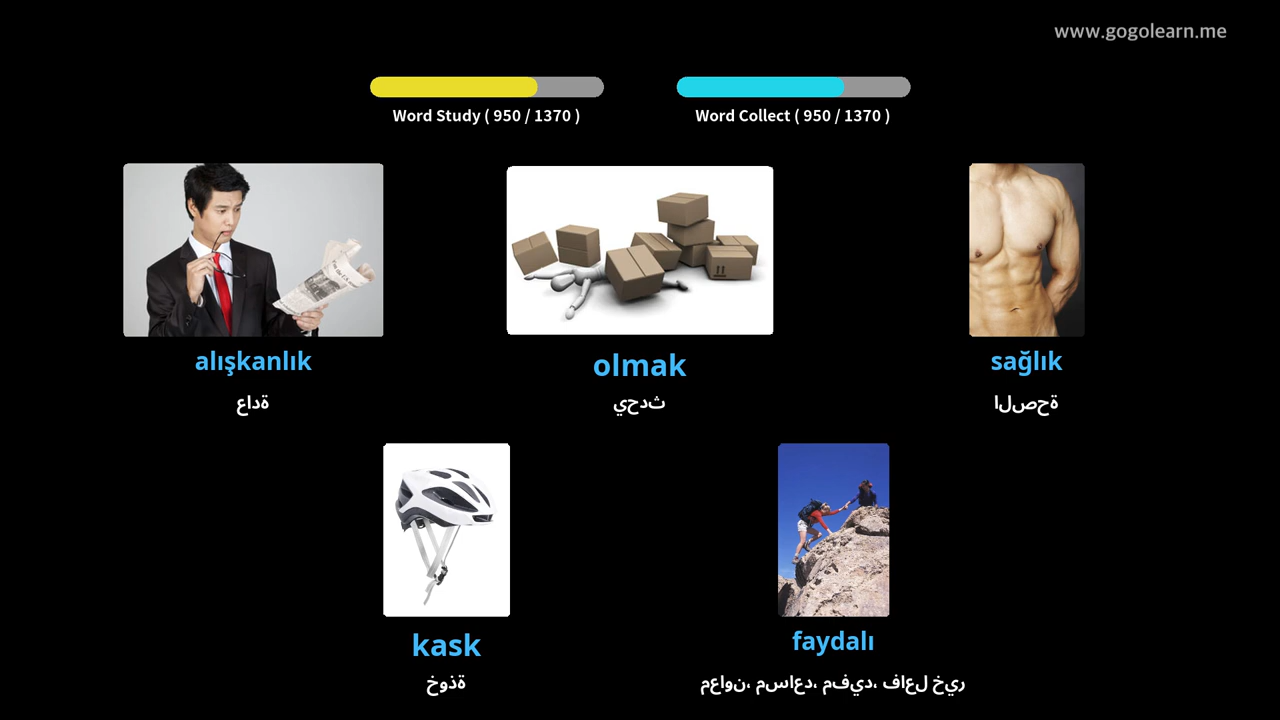 www.gogolearn.me
Word Study ( 950 / 1370 )
Word Collect ( 950 / 1370 )
alışkanlık
عادة
olmak
يحدث
sağlık
الصحة
kask
خوذة
faydalı
معاون، مساعد، مفيد، فاعل خير